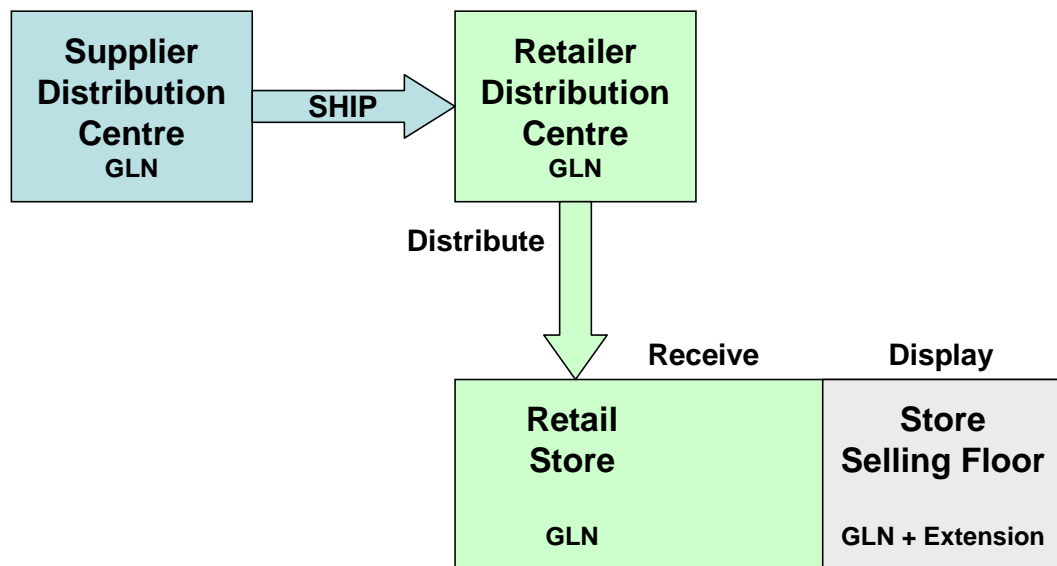 Supplier
Distribution
Centre
GLN
SHIP
Retailer
Distribution
Centre
GLN
Distribute
Receive
Display
Retail
Store
GLN
Store
Selling Floor
GLN + Extension